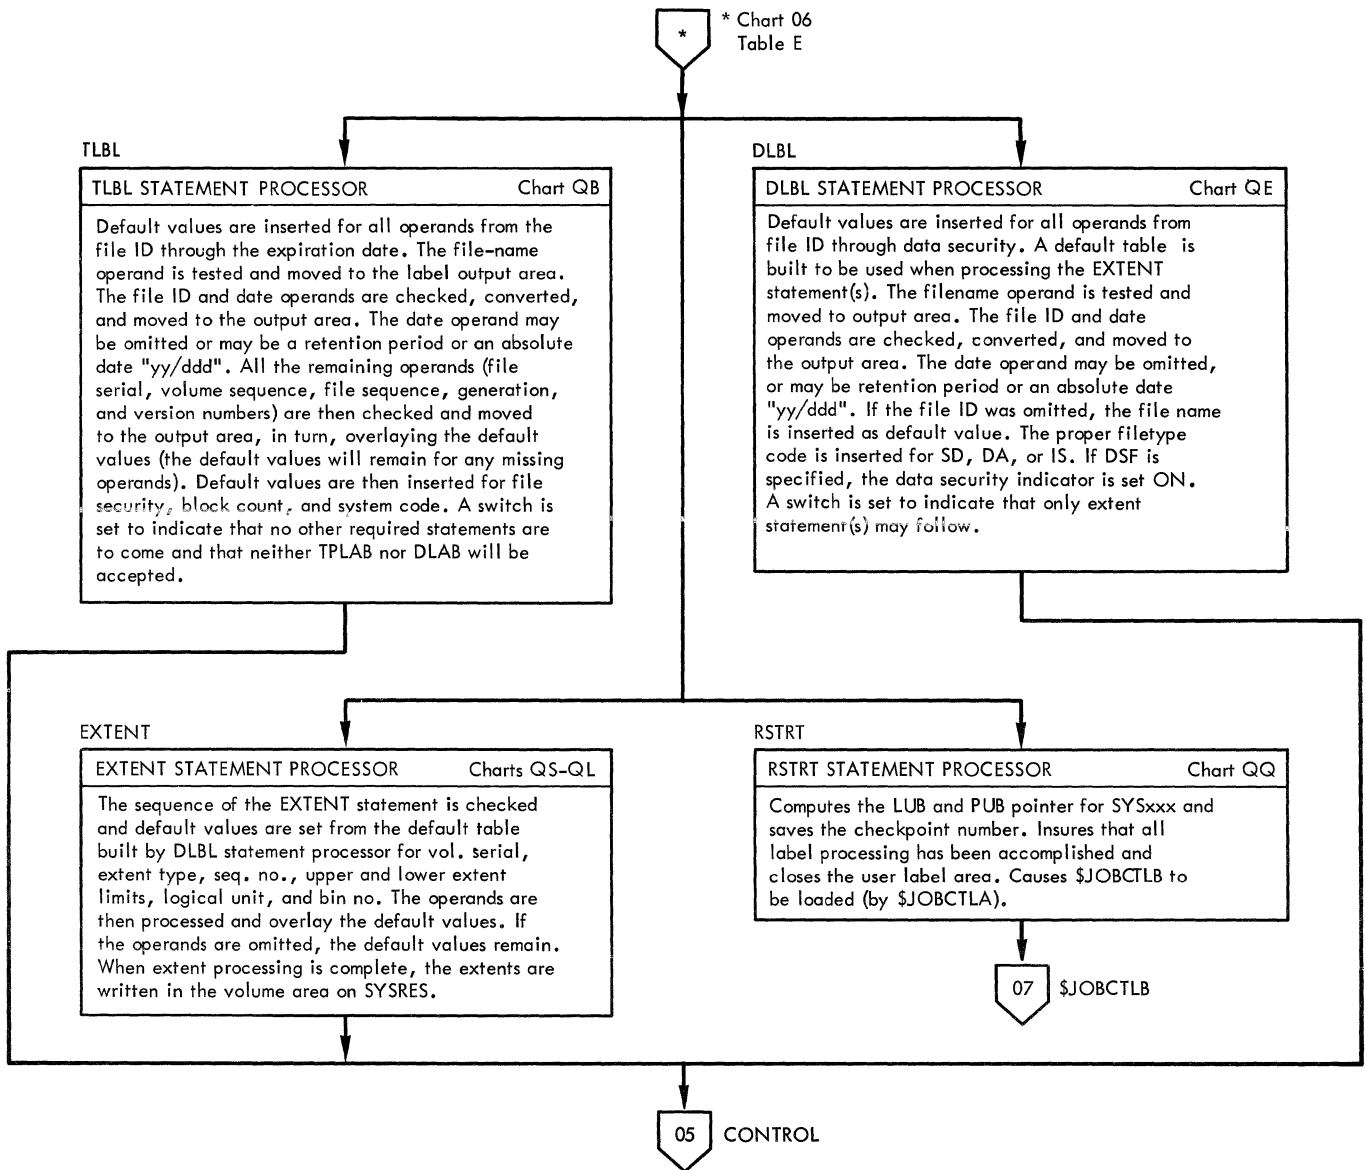 *
* Chart 06
Table E
TLBL
TLBL STATEMENT PROCESSOR Chart QB
Default values are inserted for all operands from the
file ID through the expiration date. The file-name
operand is tested and moved to the label output area.
The file ID and date operands are checked, converted,
and moved to the output area. The date operand may
be omitted or may be a retention period or an absolute
date "yy/ddd". All the remaining operands (file
serial, volume sequence, file sequence, generation,
and version numbers) are then checked and moved
to the output area, in turn, overlaying the default
values (the default values will remain for any missing
operands). Default values are then inserted for file
security, block count, and system code. A switch is
set to indicate that no other required statements are
to come and that neither TPLAB nor DLAB will be
accepted.
DLBL
DLBL STATEMENT PROCESSOR Chart QE
Default values are inserted for all operands from
file ID through data security. A default table is
built to be used when processing the EXTENT
statement(s). The filename operand is tested and
moved to output area. The file ID and date
operands are checked, converted, and moved to
the output area. The date operand may be omitted,
or may be retention period or an absolute date
"yy/ddd". If the file ID was omitted, the file name
is inserted as default value. The proper filetype
code is inserted for SD, DA, or IS. If DSF is
specified, the data security indicator is set ON.
A switch is set to indicate that only extent
statement(s) may follow.
EXTENT
EXTENT STATEMENT PROCESSOR Charts QS-QL
The sequence of the EXTENT statement is checked
and default values are set from the default table
built by DLBL statement processor for vol. serial,
extent type, seq. no., upper and lower extent
limits, logical unit, and bin no. The operands are
then processed and overlay the default values. If
the operands are omitted, the default values remain.
When extent processing is complete, the extents are
written in the volume area on SYSRES.
RSTRT
RSTRT STATEMENT PROCESSOR Chart QQ
Computes the LUB and PUB pointer for SYSxxx and
saves the checkpoint number. Insures that all
label processing has been accomplished and
closes the user label area. Causes $JOBCTLB to
be loaded (by $JOBCTLA).
07 $JOBCTLB
05 CONTROL